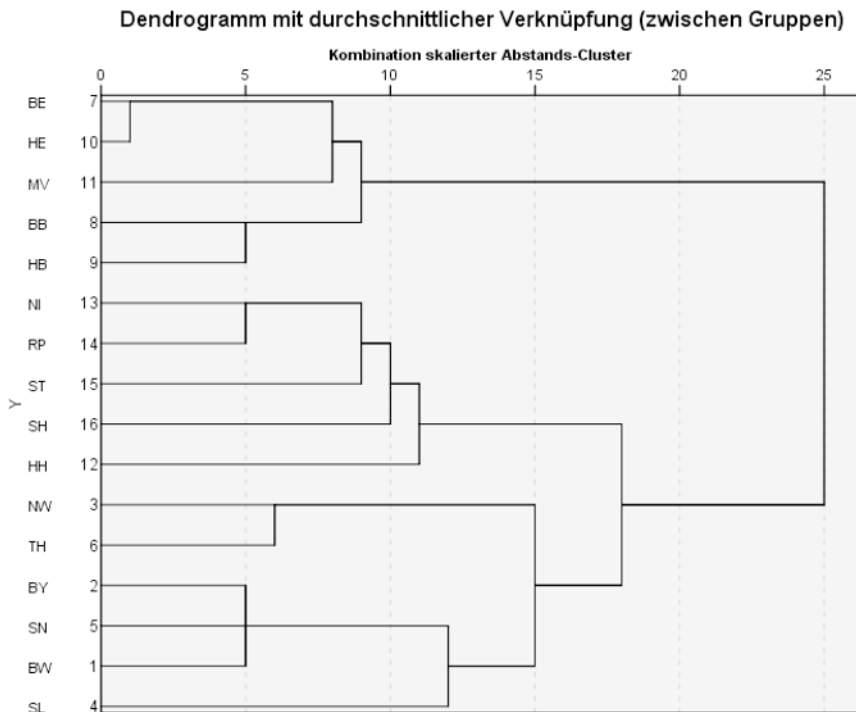 Dendrogramm mit durchschnittlicher Verknüpfung (zwischen Gruppen)
Kombination skalierter Abstands-Cluster
0 5 10 15 20 25
BE 7
HE 10
MV 11
BB 8
HB 9
NI 13
RP 14
ST 15
Y
SH 16
HH 12
NW 3
TH 6
BY 2
SN 5
BW 1
SL 4